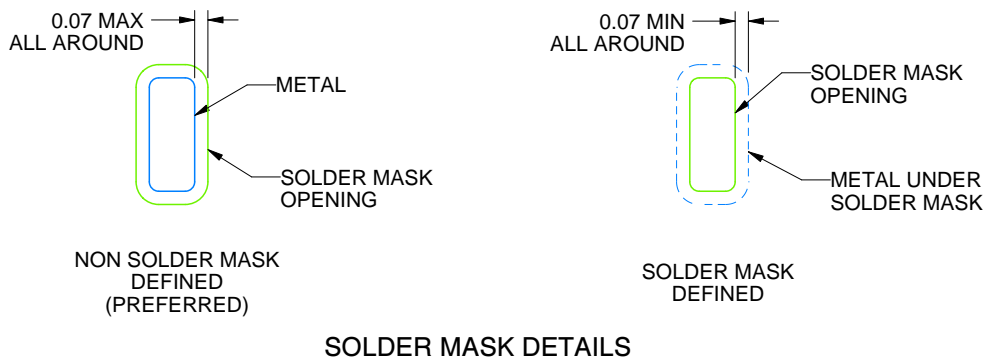 0.07 MAX
ALL AROUND
METAL
SOLDER MASK
OPENING
NON SOLDER MASK
DEFINED
(PREFERRED)
0.07 MIN
ALL AROUND
SOLDER MASK
OPENING
METAL UNDER
SOLDER MASK
SOLDER MASK
DEFINED
SOLDER MASK DETAILS